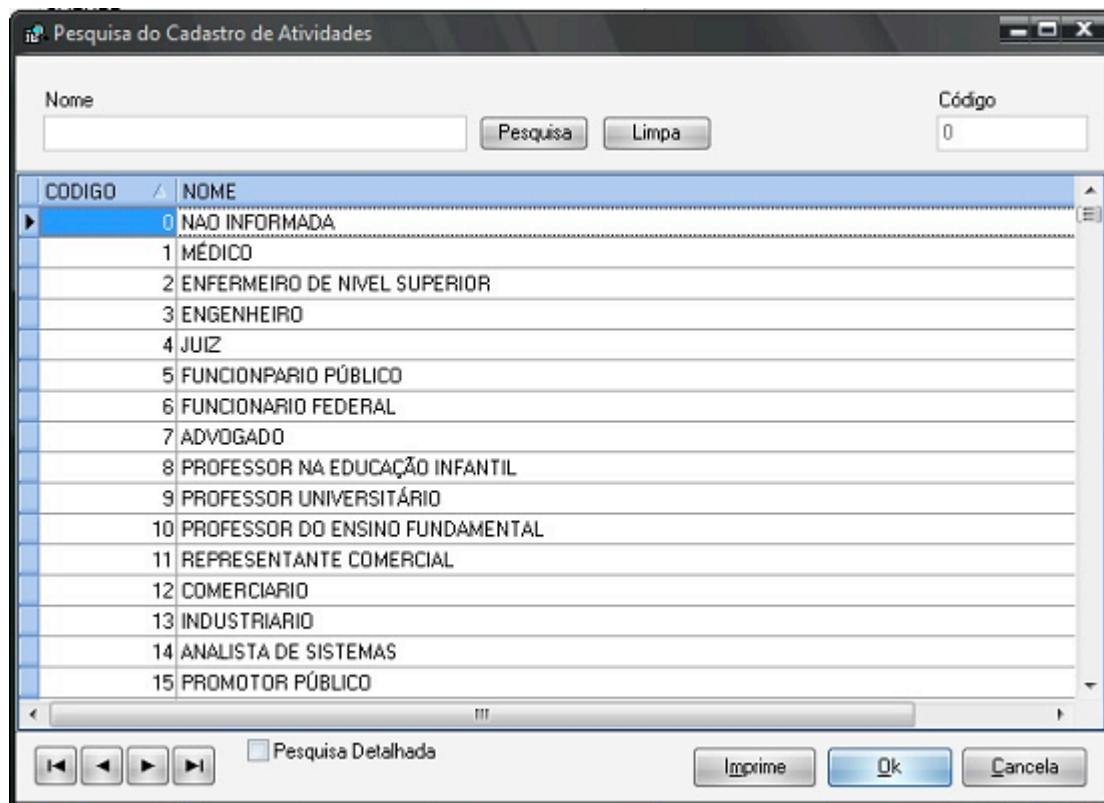 Pesquisa do Cadastro de Atividades
Nome Código
Pesquisa Limpa 0
CODIGO NOME
0 NAO INFORMADA
1 MÉDICO
2 ENFERMEIRO DE NIVEL SUPERIOR
3 ENGENHEIRO
4 JUIZ
5 FUNCIONPARIO PÚBLICO
6 FUNCIONARIO FEDERAL
7 ADVOGADO
8 PROFESSOR NA EDUCAÇÃO INFANTIL
9 PROFESSOR UNIVERSITÁRIO
10 PROFESSOR DO ENSINO FUNDAMENTAL
11 REPRESENTANTE COMERCIAL
12 COMERCIARIO
13 INDUSTRIARIO
14 ANALISTA DE SISTEMAS
15 PROMOTOR PÚBLICO
Pesquisa Detalhada
Imprime Ok Cancela